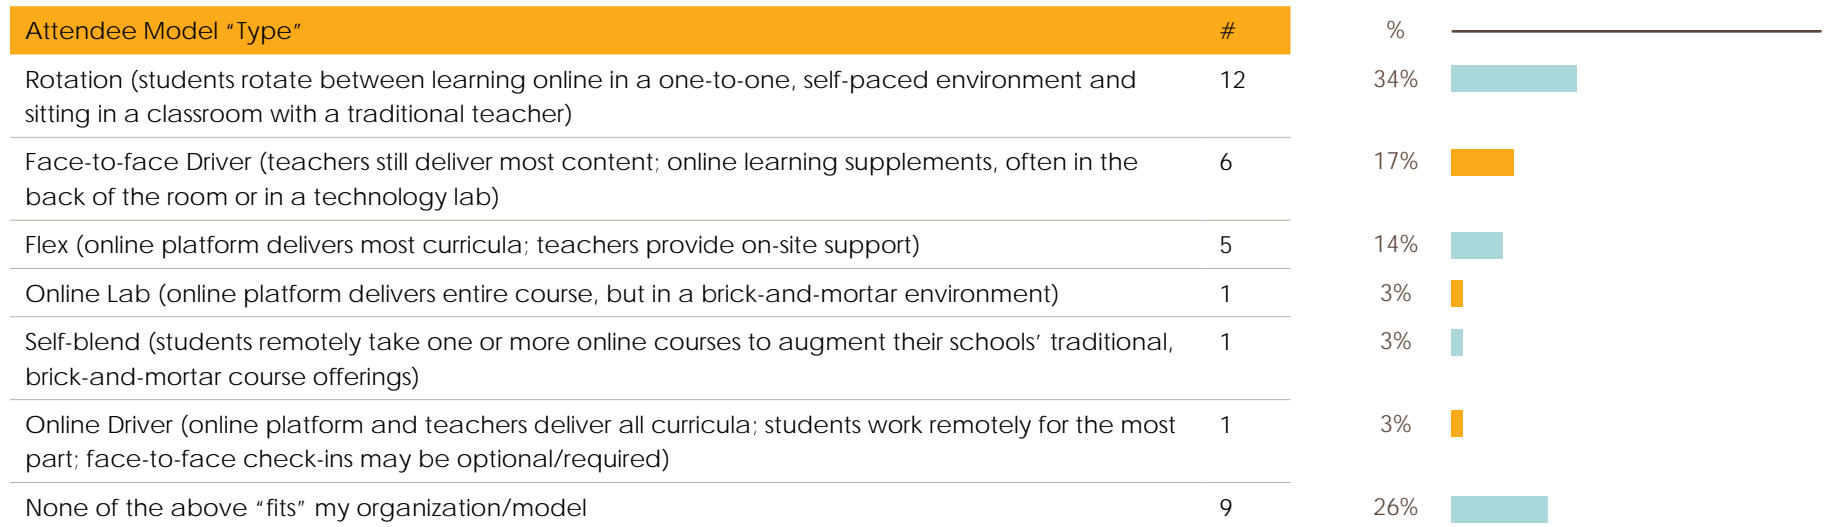 Attendee Model “Type” # %
Rotation (students rotate between learning online in a one-to-one, self-paced environment and 12 34%
sitting in a classroom with a traditional teacher)
Face-to-face Driver (teachers still deliver most content; online learning supplements, often in the 6 17%
back of the room or in a technology lab)
Flex (online platform delivers most curricula; teachers provide on-site support) 5 14%
Online Lab (online platform delivers entire course, but in a brick-and-mortar environment) 1 3%
Self-blend (students remotely take one or more online courses to augment their schools’ traditional, 1 3%
brick-and-mortar course offerings)
Online Driver (online platform and teachers deliver all curricula; students work remotely for the most 1 3%
part; face-to-face check-ins may be optional/required)
None of the above “fits” my organization/model 9 26%